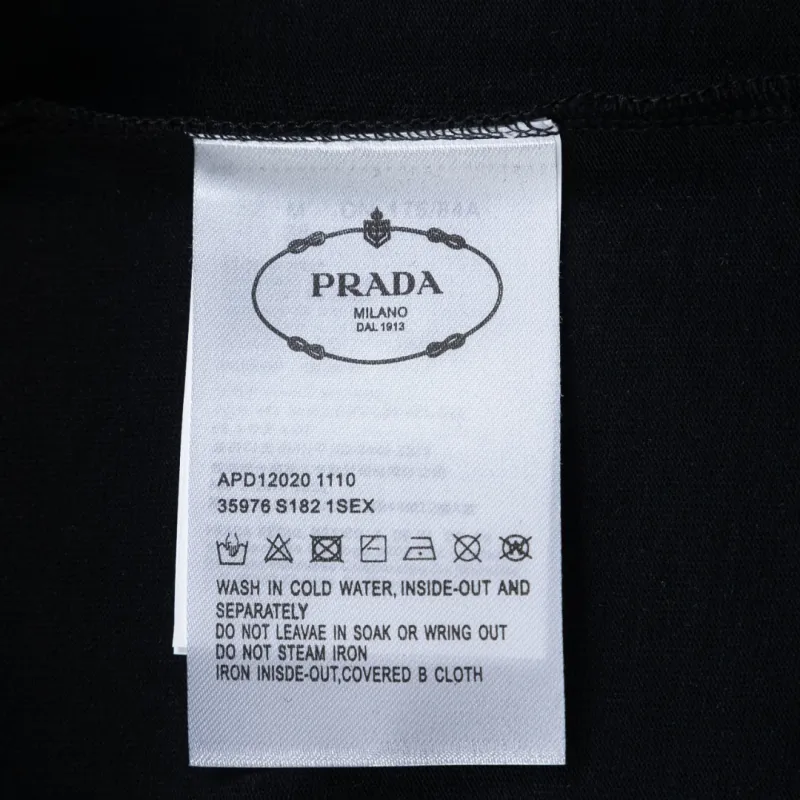 PRADA
MILANO
DAL 1913
APD12020 1110
35976 S182 1SEX
WASH IN COLD WATER, INSIDE-OUT AND
SEPARATELY
DO NOT LEAVAE IN SOAK OR WRING OUT
DO NOT STEAM IRON
IRON INISDE-OUT,COVERED B CLOTH